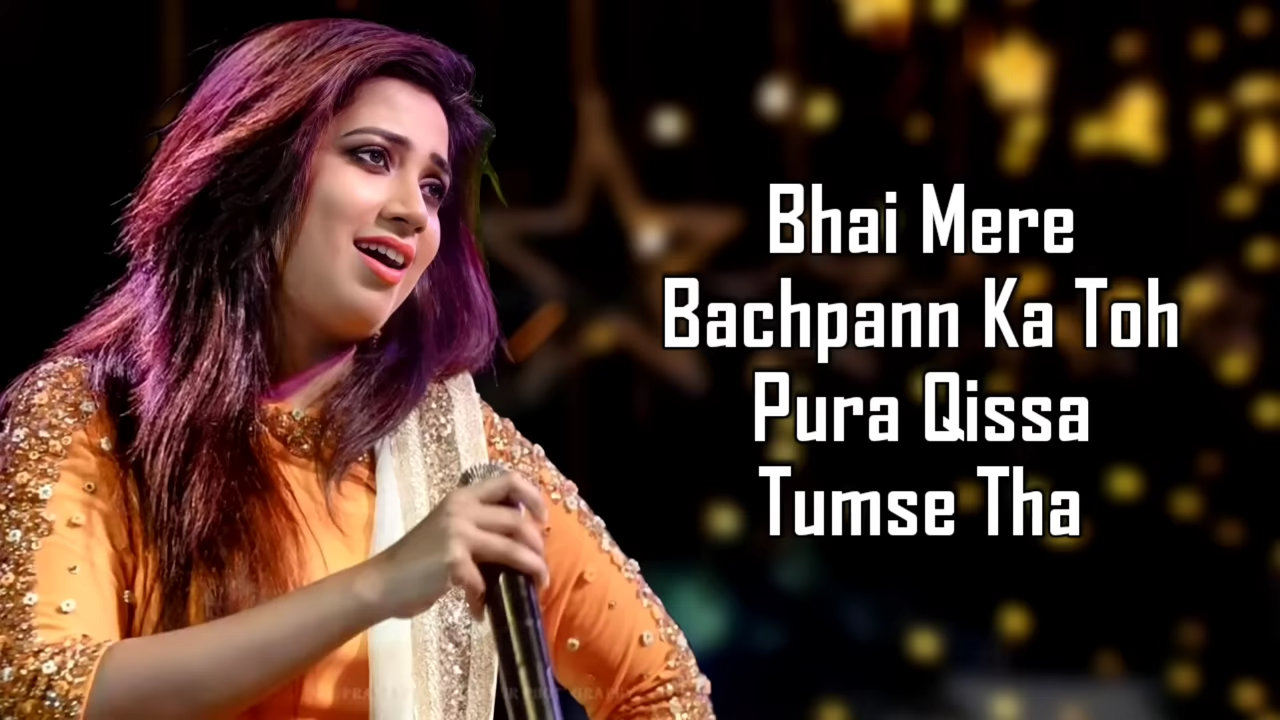 Bhai Mere
Bachpann Ka Toh
Pura Qissa
Tumse Tha